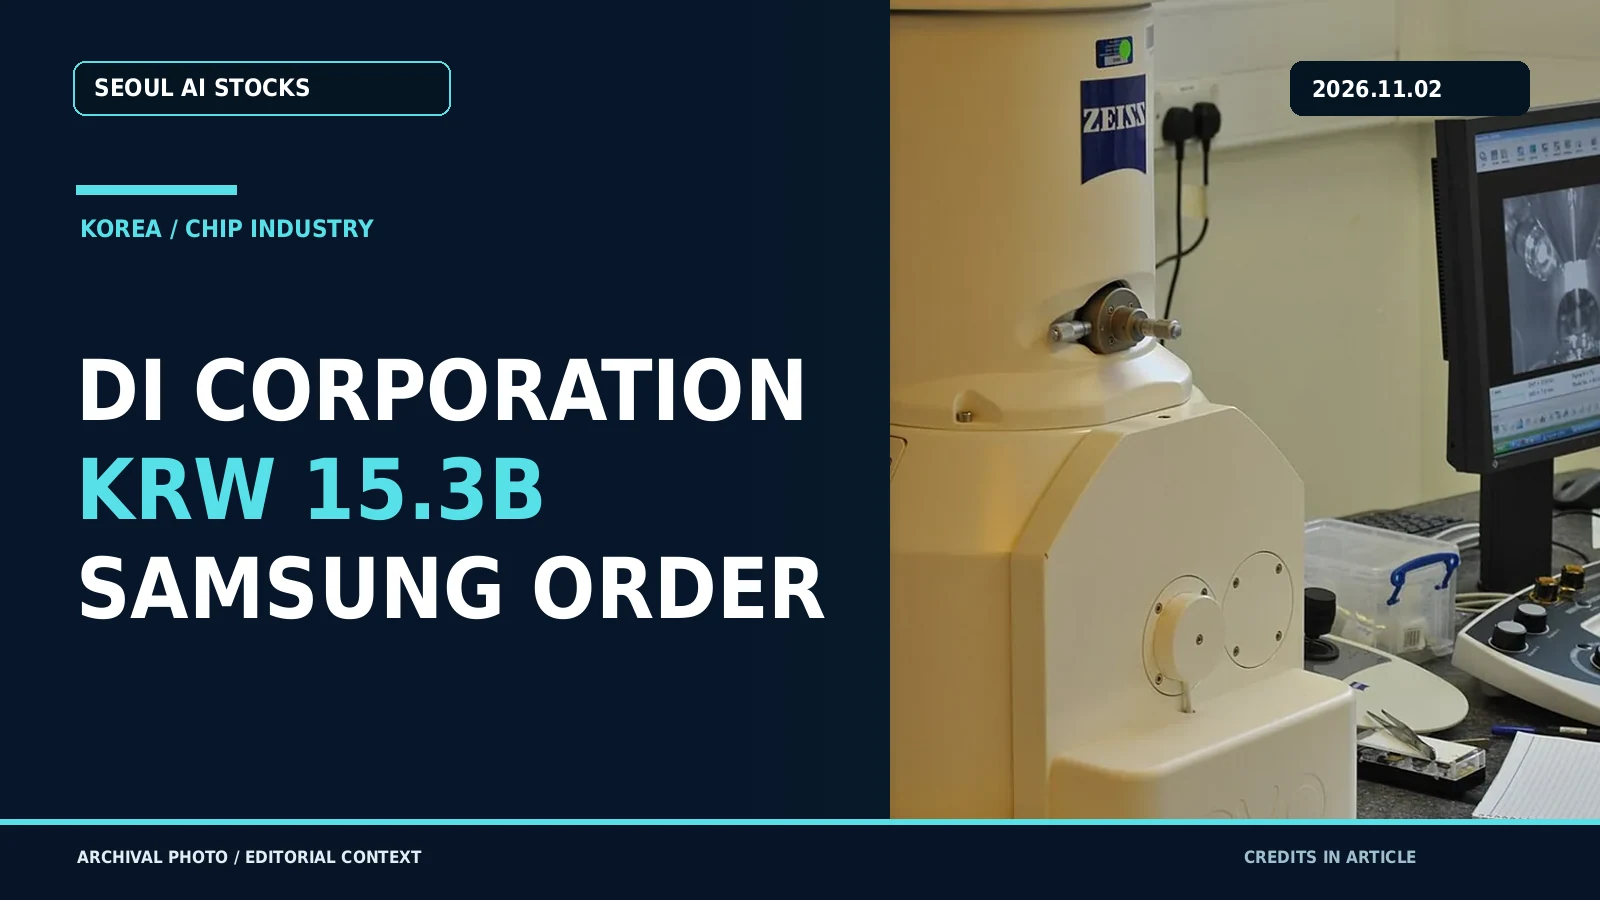 SEOUL AI STOCKS
2026.11.02
KOREA / CHIP INDUSTRY
DI CORPORATION
KRW 15.3B
SAMSUNG ORDER
ZEISS
ARCHIVAL PHOTO / EDITORIAL CONTEXT
CREDITS IN ARTICLE